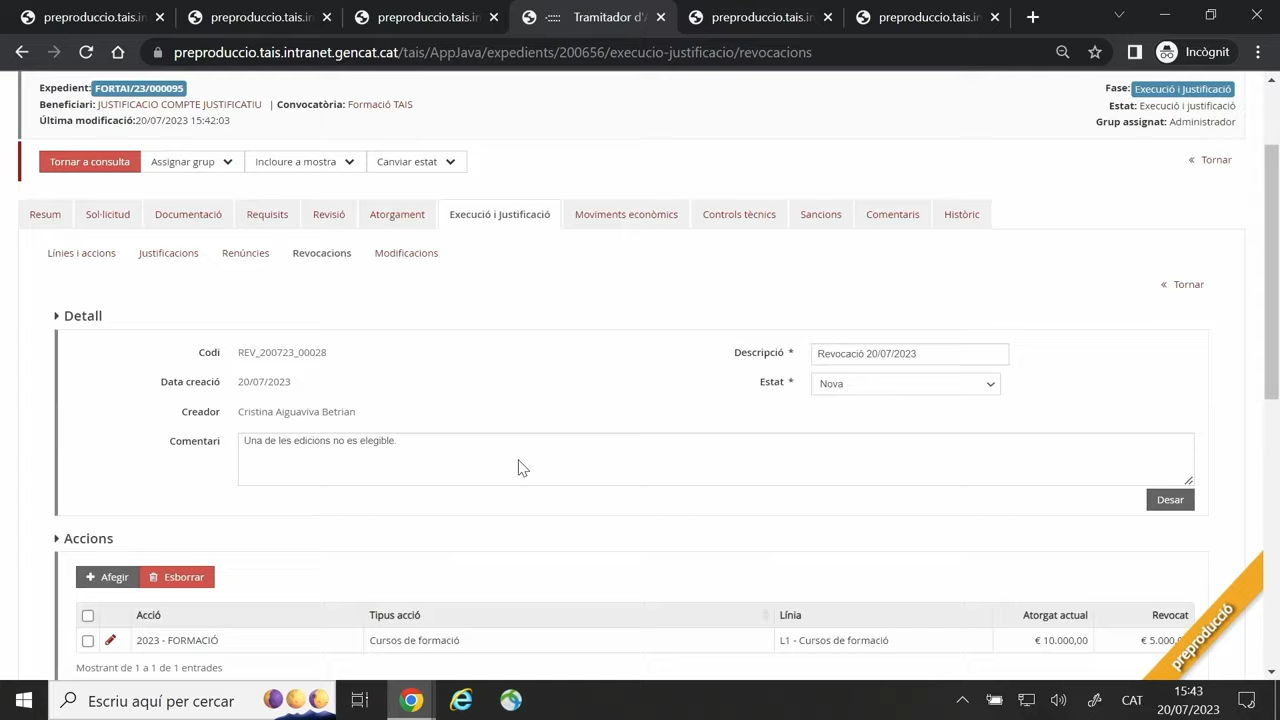 preproduccio.tais.in
preproduccio.tais.in
preproduccio.tais.in
Tramitador d'A
preproduccio.tais.in
preproduccio.tais.in
preproduccio.tais.intranet.gencat.cat/tais/AppJava/expedients/200656/execucio-justificacio/revocacions
Incògnit
Expedient: FORTAI/23/000095
Fase: Execució i Justificació
Beneficiari: JUSTIFICACIO COMPTE JUSTIFICATIU | Convocatòria: Formació TAIS
Estat: Execució i justificació
Última modificació:20/07/2023 15:42:03
Grup assignat: Administrador
Tornar a consulta Assignar grup Incloure a mostra Canviar estat
« Tornar
Resum Sol·licitud Documentació Requisits Revisió Atorgament Execució i Justificació Moviments econòmics Controls tècnics Sancions Comentaris Històric
Línies i accions Justificacions Renúncies Revocacions Modificacions
« Tornar
Detall
Codi REV_200723_00028
Descripció * Revocació 20/07/2023
Data creació 20/07/2023
Estat * Nova
Creador Cristina Aiguaviva Betrian
Comentari Una de les edicions no es elegible.
Desar
Accions
+ Afegir Esborrar
Acció Tipus acció Línia Atorgat actual Revocat
2023 - FORMACIÓ Cursos de formació L1 - Cursos de formació € 10.000,00 € 5.000,
Mostrant de 1 a 1 de 1 entrades
preproducció
Escriu aquí per cercar
CAT
15:43
20/07/2023